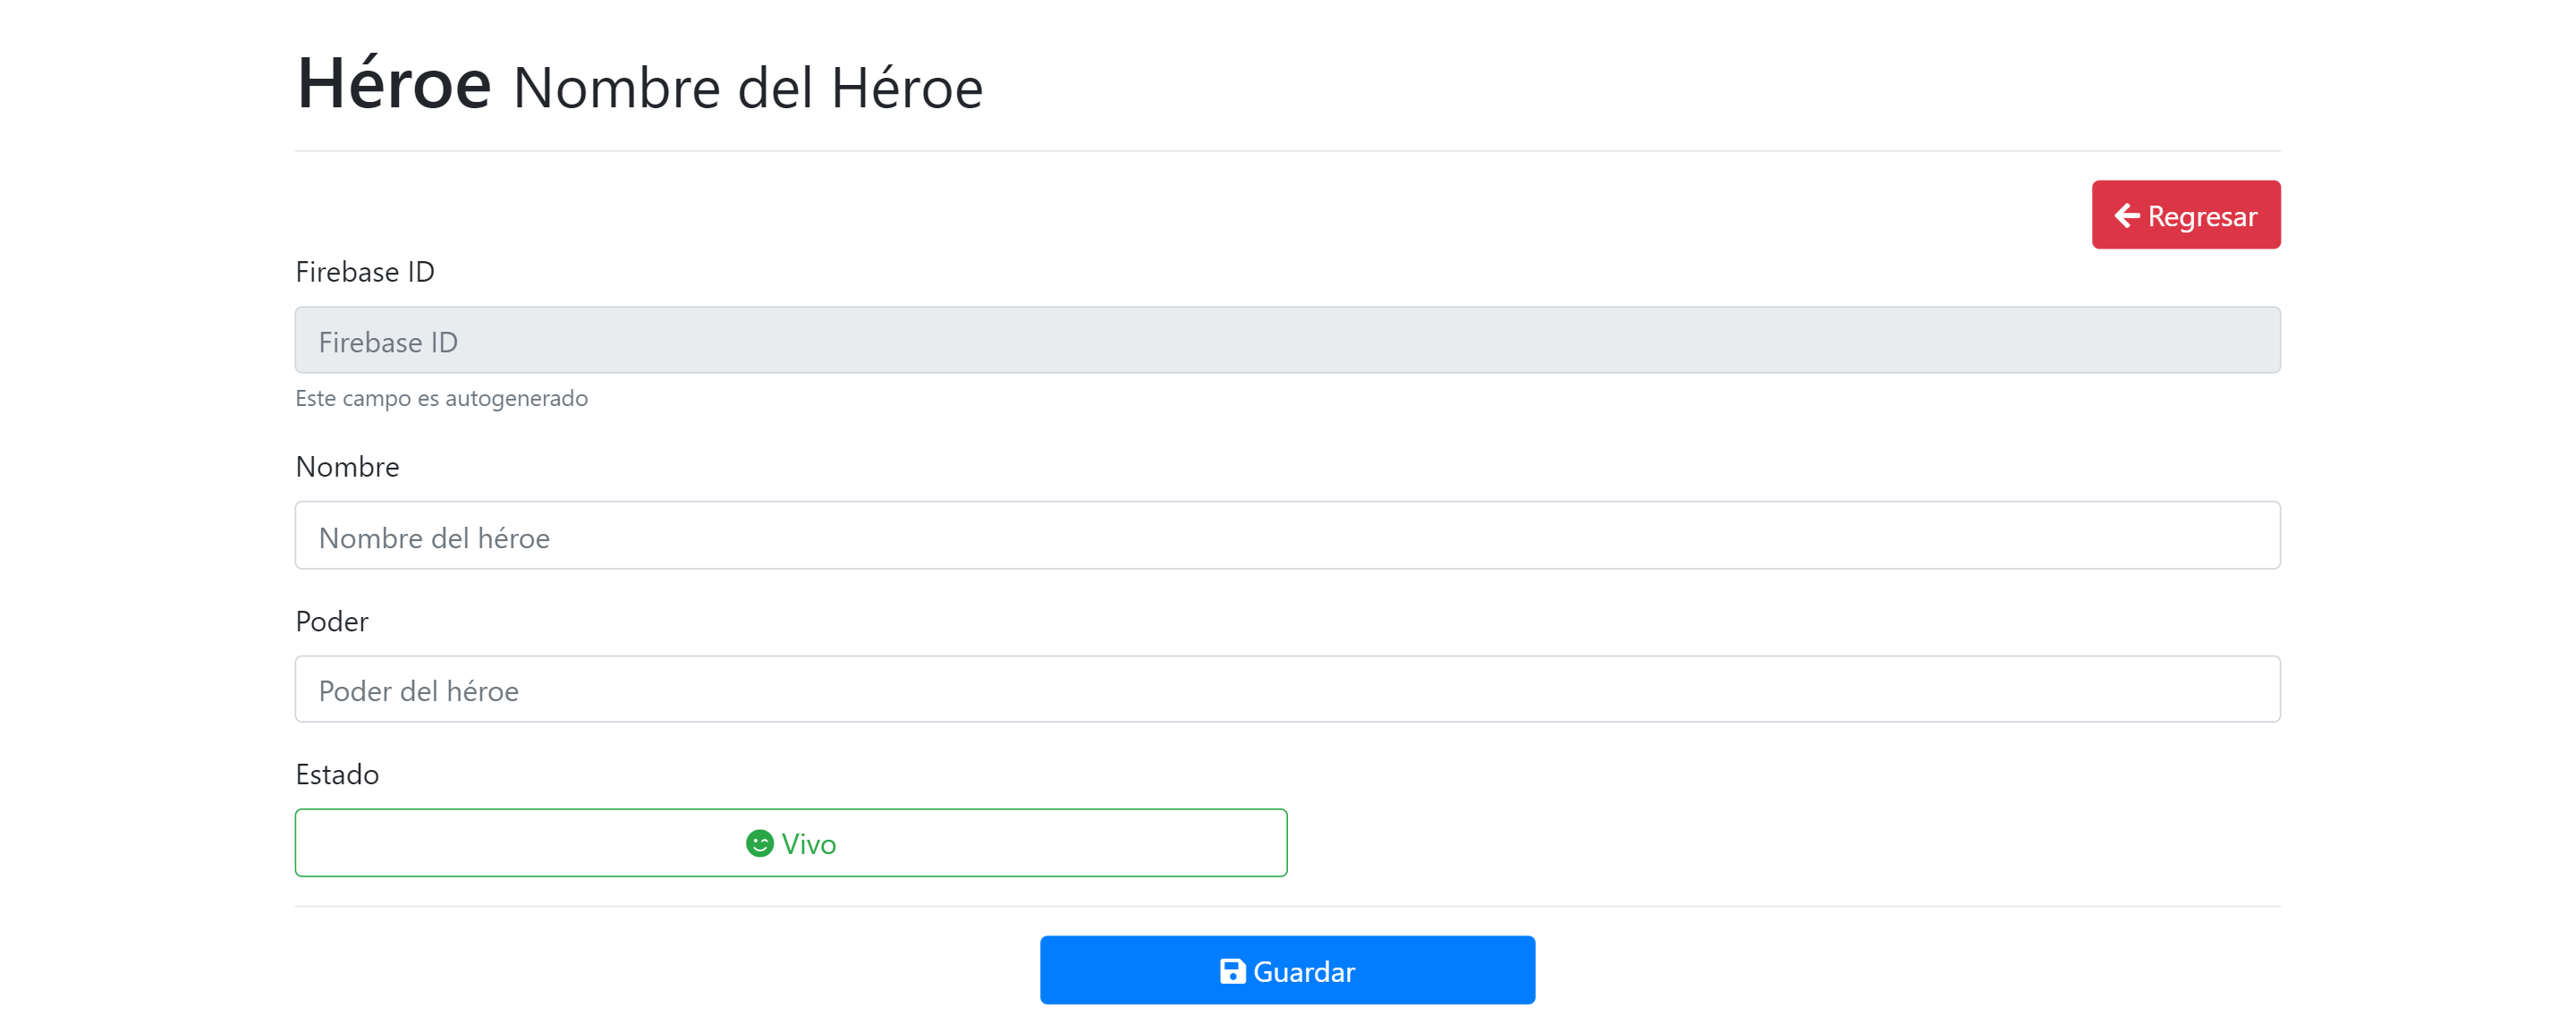 Héroe Nombre del Héroe
Regresar
Firebase ID
Firebase ID
Este campo es autogenerado
Nombre
Nombre del héroe
Poder
Poder del héroe
Estado
Vivo
Guardar